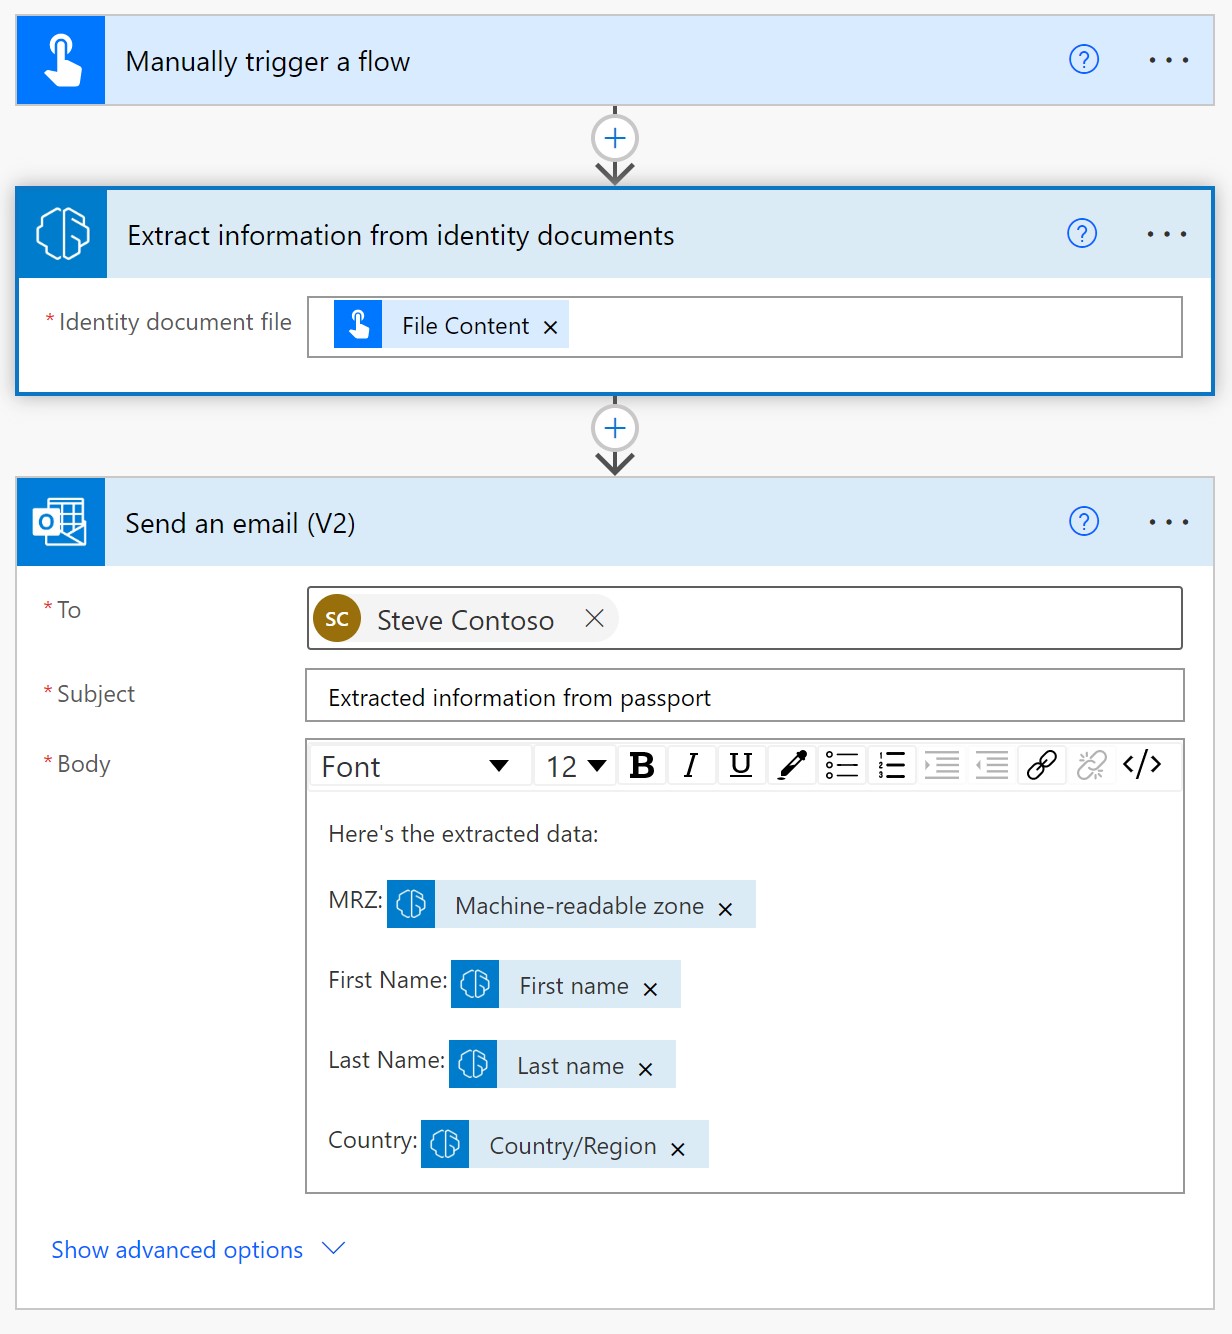 Manually trigger a flow
Extract information from identity documents
* Identity document file File Content ×
Send an email (V2)
* To SC Steve Contoso
* Subject Extracted information from passport
* Body Font 12 B I U </>
Here's the extracted data:
MRZ: Machine-readable zone ×
First Name: First name ×
Last Name: Last name ×
Country: Country/Region ×
Show advanced options